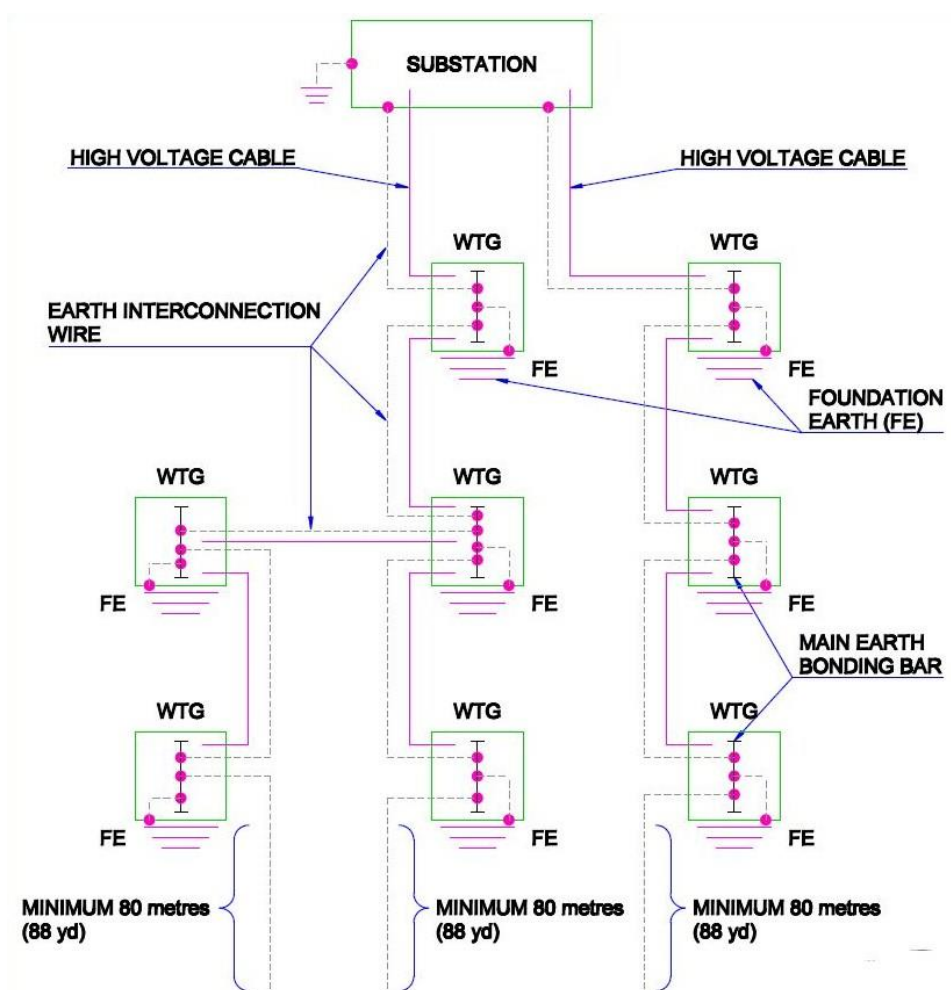 SUBSTATION
HIGH VOLTAGE CABLE
HIGH VOLTAGE CABLE
WTG
WTG
EARTH INTERCONNECTION
WIRE
FE
FE
FOUNDATION
EARTH (FE)
WTG
WTG
WTG
FE
FE
FE
MAIN EARTH
BONDING BAR
WTG
WTG
WTG
FE
FE
FE
MINIMUM 80 metres
(88 yd)
MINIMUM 80 metres
(88 yd)
MINIMUM 80 metres
(88 yd)